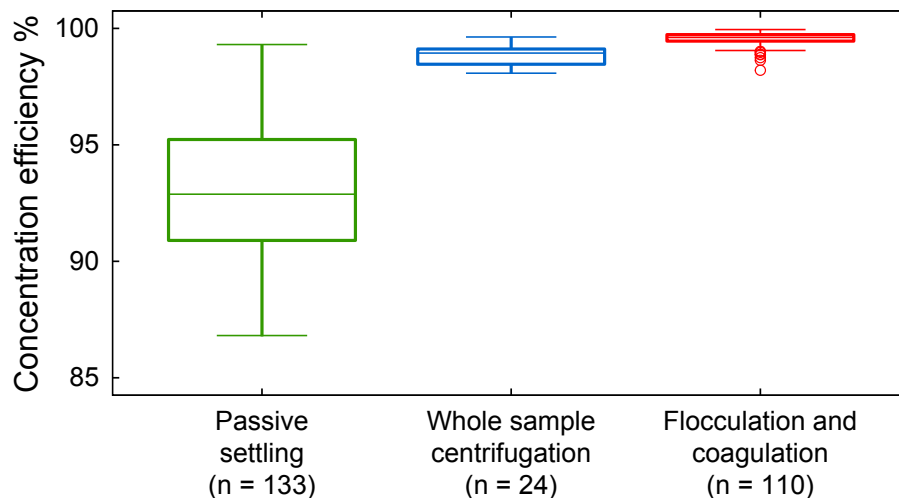 Concentration efficiency %
100
95
90
85
Passive
settling
(n = 133)
Whole sample
centrifugation
(n = 24)
Flocculation and
coagulation
(n = 110)